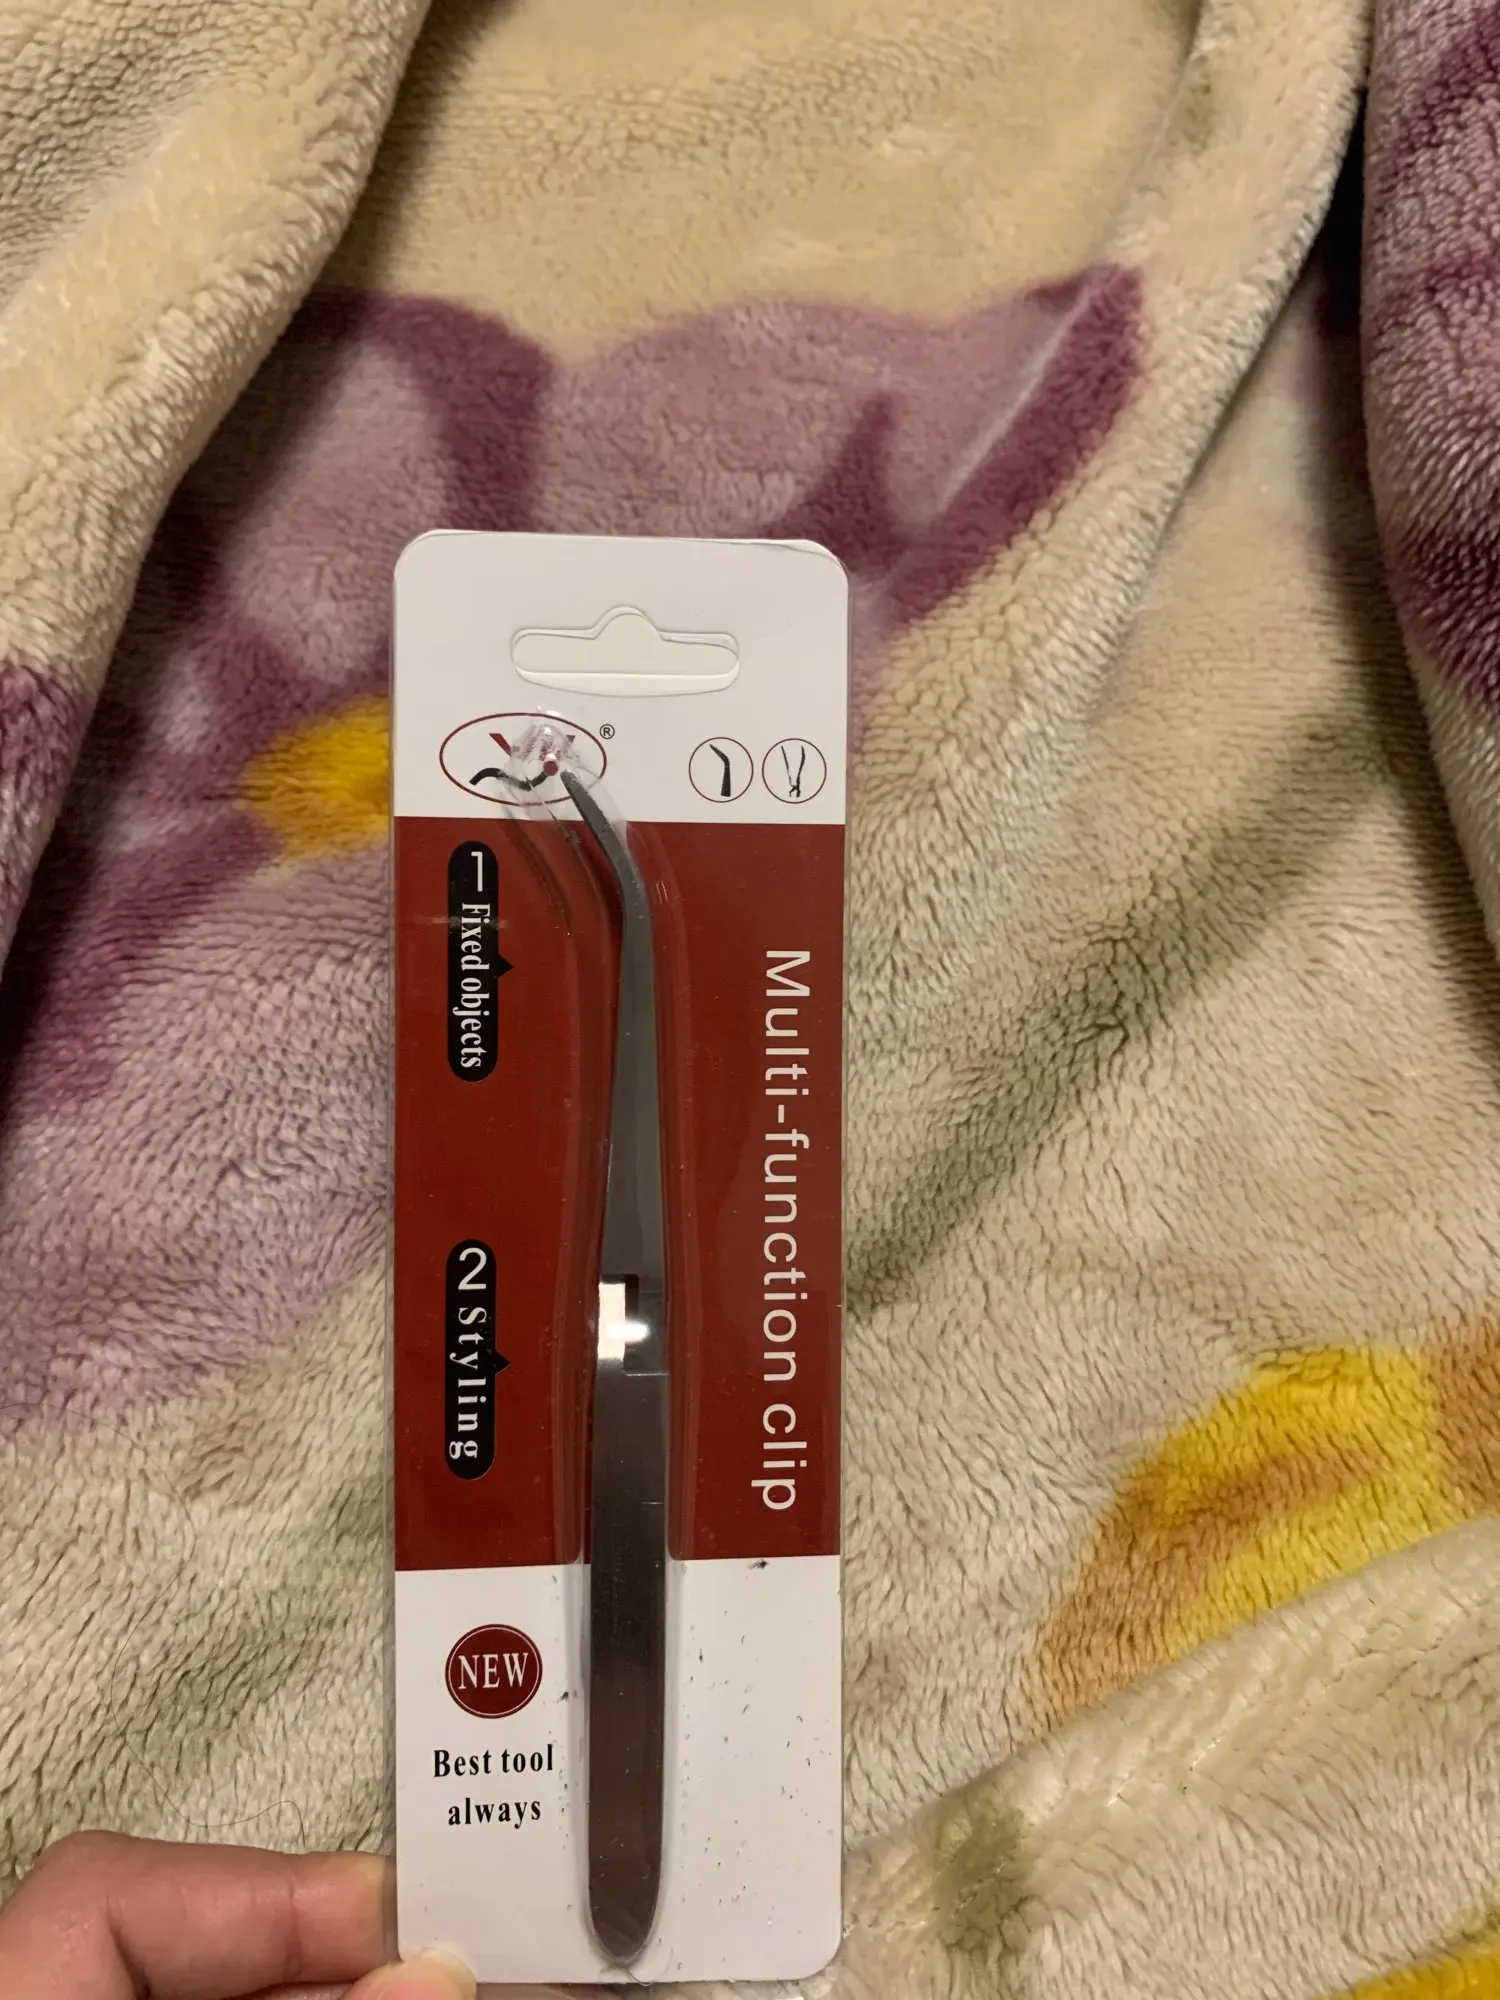 ®
1 Fixed objects
Multi-function clip
2 Styling
NEW
Best tool
always